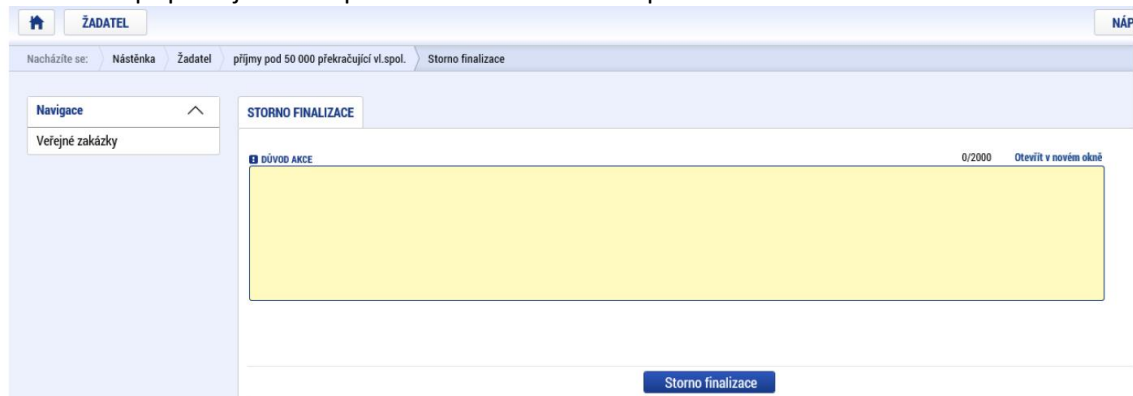 ŽADATEL
NÁP
Nacházíte se: Nástěnka Žadatel příjmy pod 50 000 překračující vl.spol. Storno finalizace
Navigace
STORNO FINALIZACE
Veřejné zakázky
DŮVOD AKCE 0/2000 Otevřít v novém okně
Storno finalizace